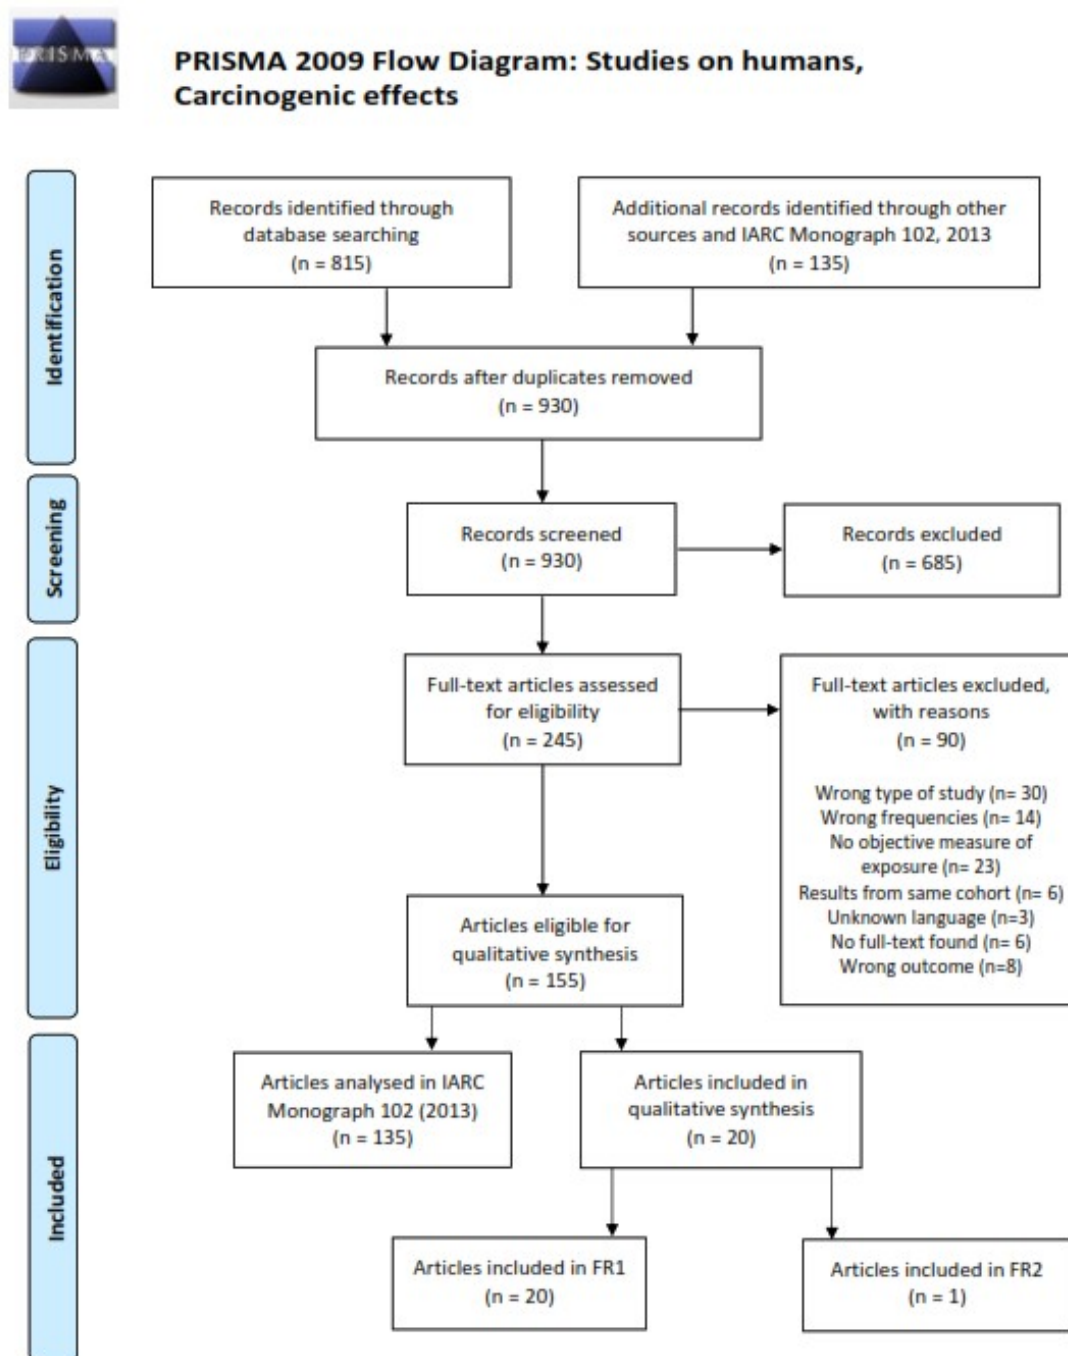 PRISMA
PRISMA 2009 Flow Diagram: Studies on humans,
Carcinogenic effects
Identification
Records identified through
database searching
(n = 815)
Additional records identified through other
sources and IARC Monograph 102, 2013
(n = 135)
Records after duplicates removed
(n = 930)
Screening
Records screened
(n = 930)
Records excluded
(n = 685)
Eligibility
Full-text articles assessed
for eligibility
(n = 245)
Full-text articles excluded,
with reasons
(n = 90)
Wrong type of study (n= 30)
Wrong frequencies (n= 14)
No objective measure of
exposure (n= 23)
Results from same cohort (n= 6)
Unknown language (n=3)
No full-text found (n= 6)
Wrong outcome (n=8)
Articles eligible for
qualitative synthesis
(n = 155)
Included
Articles analysed in IARC
Monograph 102 (2013)
(n = 135)
Articles included in
qualitative synthesis
(n = 20)
Articles included in FR1
(n = 20)
Articles included in FR2
(n = 1)